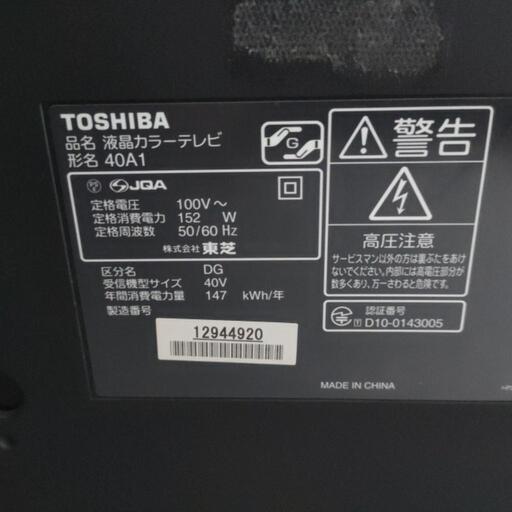 TOSHIBA
品名 液晶カラーテレビ
形名 40A1
G
JQA
定格電圧 100V～
定格消費電力 152 W
定格周波数 50/60 Hz
株式会社 東芝
区分名 DG
受信機型サイズ 40V
年間消費電力量 147 kWh/年
製造番号
12944920
警告
高圧注意
サービスマン以外の方は裏ぶたをあけ
ないでください。内部には高電圧部分が
数多くあり、万一さわると危険です。
認証番号
T D10-0143005
MADE IN CHINA